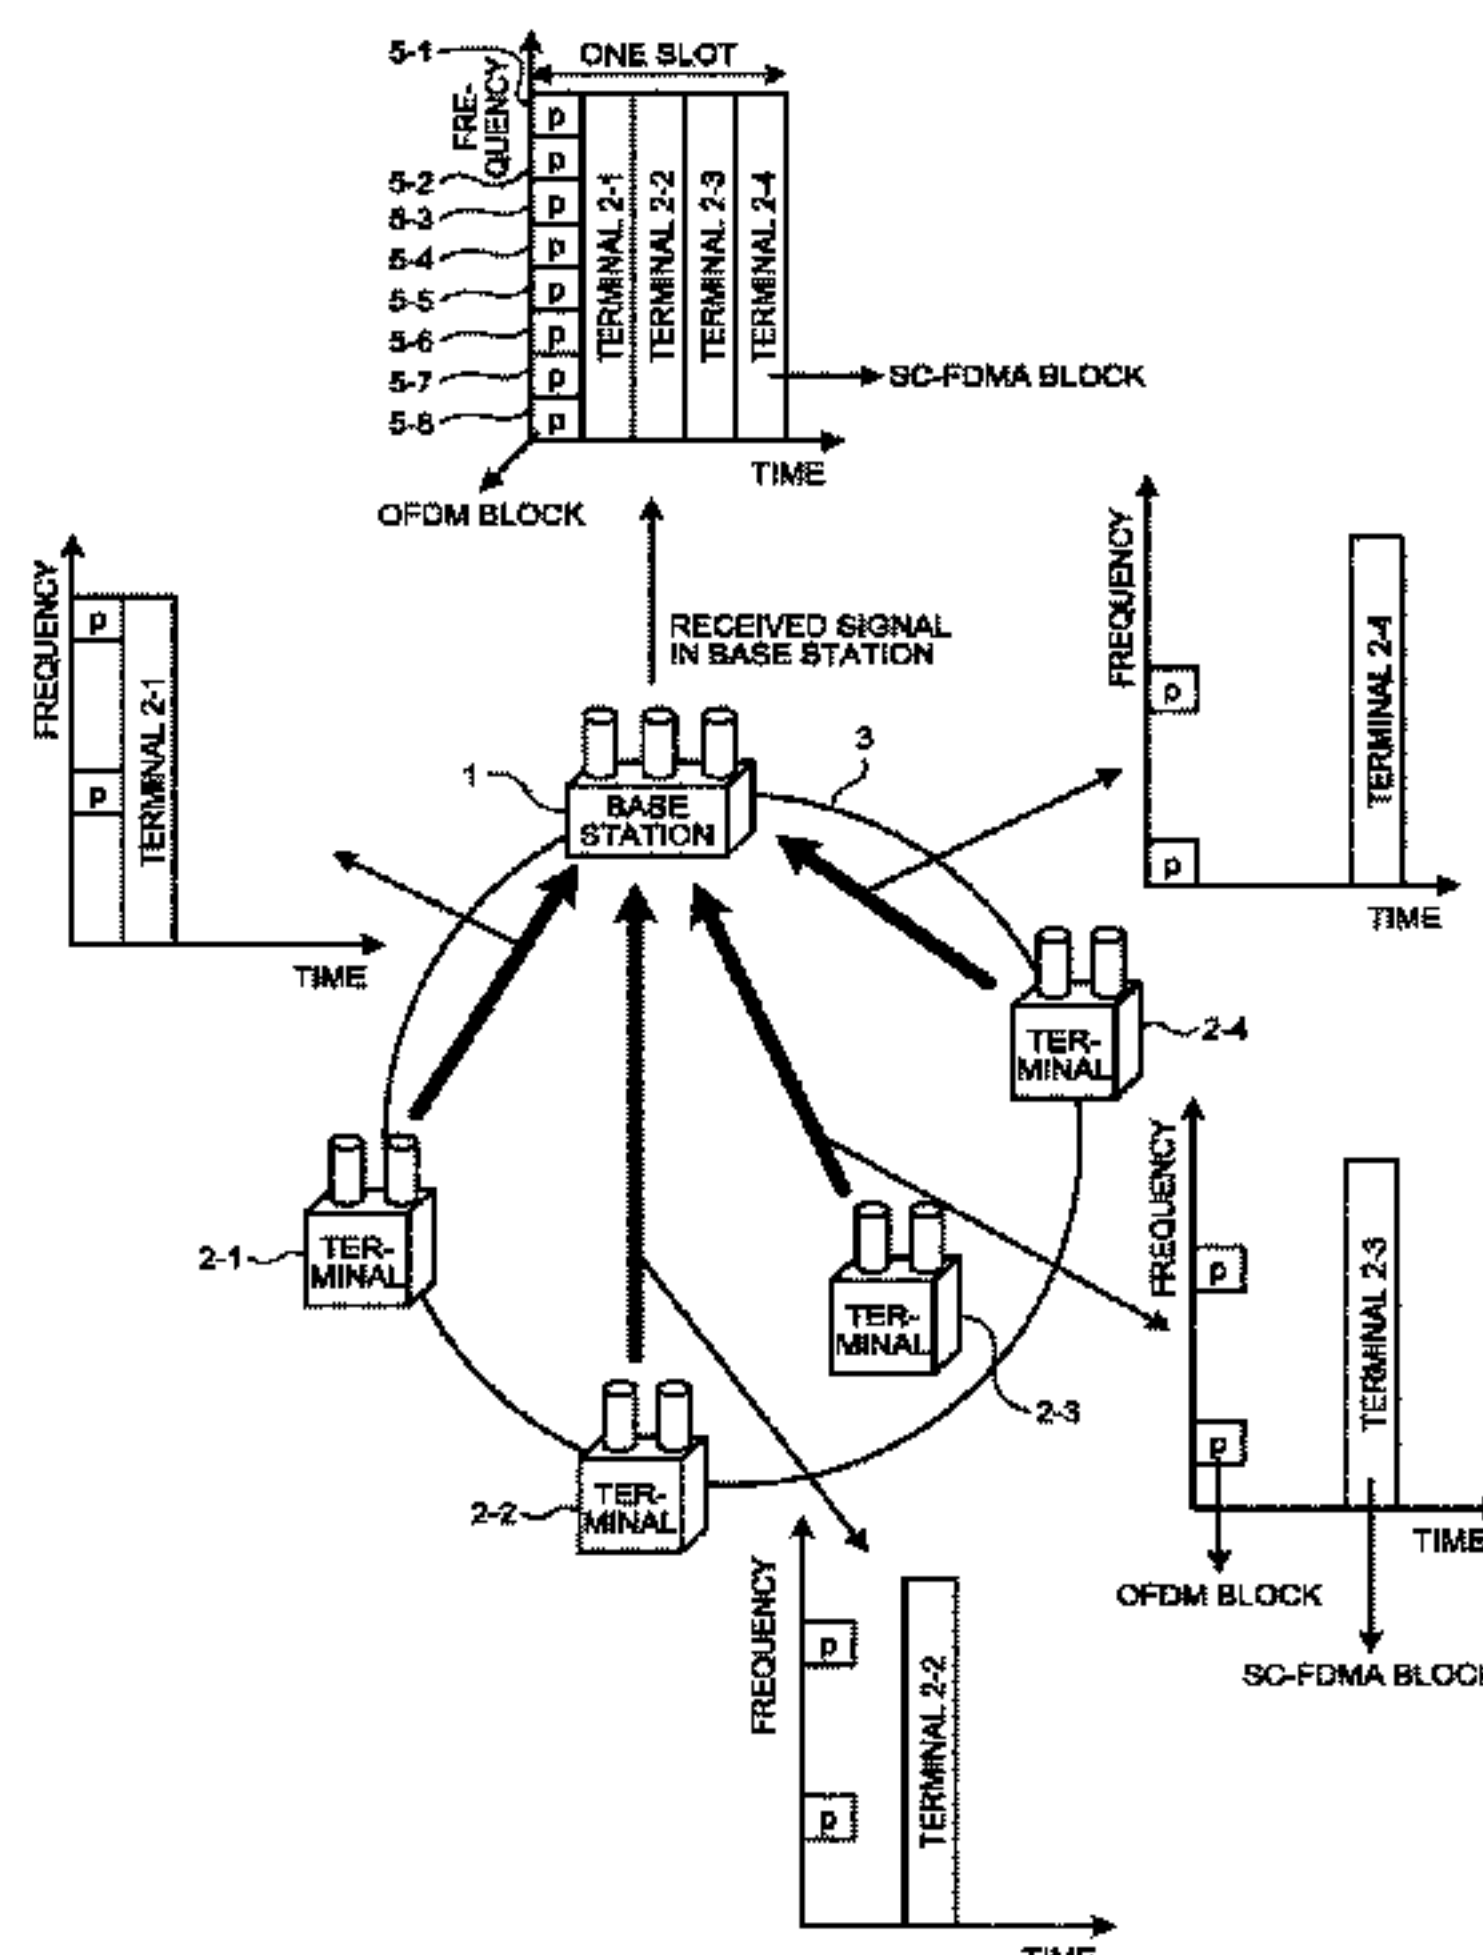 5-1
ONE SLOT
FRE-
QUENCY
p
p
p
p
p
p
p
p
5-2
5-3
5-4
5-5
5-6
5-7
5-8
TERMINAL 2-1
TERMINAL 2-2
TERMINAL 2-3
TERMINAL 2-4
SC-FDMA BLOCK
TIME
OFDM BLOCK
FREQUENCY
p
p
TERMINAL 2-1
TIME
RECEIVED SIGNAL
IN BASE STATION
FREQUENCY
p
p
TERMINAL 2-4
TIME
1
BASE
STATION
3
TER-
MINAL
2-4
2-1
TER-
MINAL
TER-
MINAL
2-3
2-2
TER-
MINAL
FREQUENCY
p
p
TERMINAL 2-3
TIME
OFDM BLOCK
SC-FDMA BLOCK
FREQUENCY
p
p
TERMINAL 2-2
TIME